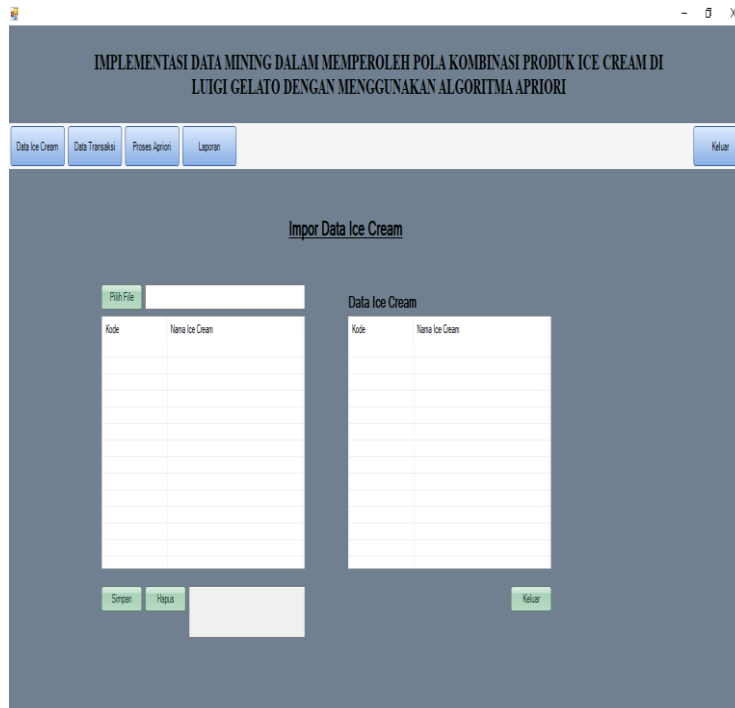 IMPLEMENTASI DATA MINING DALAM MEMPEROLEH POLA KOMBINASI PRODUK ICE CREAM DI
LUIGI GELATO DENGAN MENGGUNAKAN ALGORITMA APRIORI
Data Ice Cream Data Transaksi Proses Apriori Laporan Keluar
Impor Data Ice Cream
Pilih File
Data Ice Cream
Kode Nama Ice Cream
Kode Nama Ice Cream
Simpan Hapus
Keluar